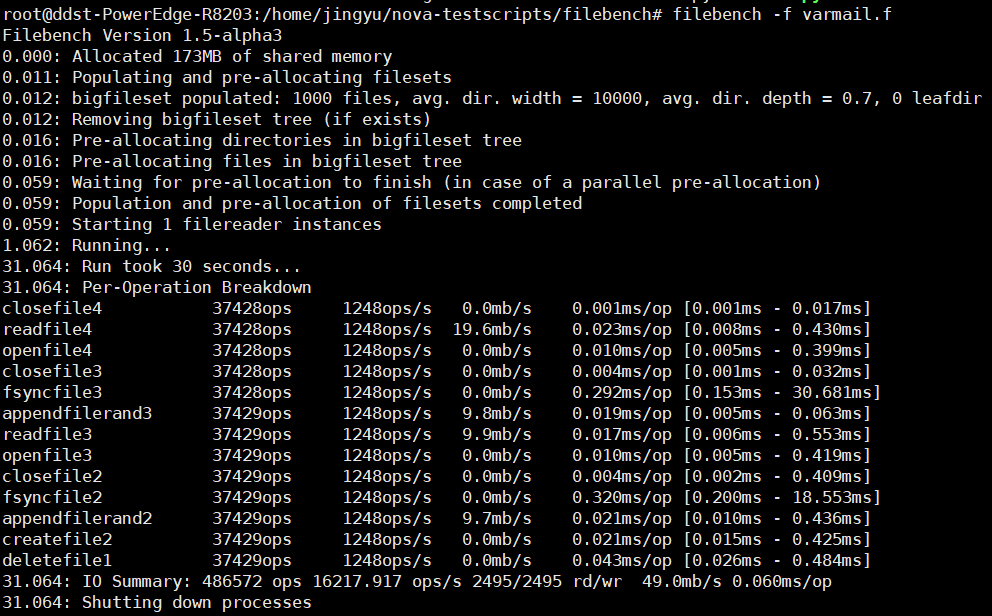 root@ddst-PowerEdge-R8203:/home/jingyu/nova-testscripts/filebench# filebench -f varmail.f
Filebench Version 1.5-alpha3
0.000: Allocated 173MB of shared memory
0.011: Populating and pre-allocating filesets
0.012: bigfileset populated: 1000 files, avg. dir. width = 10000, avg. dir. depth = 0.7, 0 leafdir
0.012: Removing bigfileset tree (if exists)
0.016: Pre-allocating directories in bigfileset tree
0.016: Pre-allocating files in bigfileset tree
0.059: Waiting for pre-allocation to finish (in case of a parallel pre-allocation)
0.059: Population and pre-allocation of filesets completed
0.059: Starting 1 filereader instances
1.062: Running...
31.064: Run took 30 seconds...
31.064: Per-Operation Breakdown
closefile4           37428ops     1248ops/s   0.0mb/s    0.001ms/op [0.001ms - 0.017ms]
readfile4            37428ops     1248ops/s  19.6mb/s    0.023ms/op [0.008ms - 0.430ms]
openfile4            37428ops     1248ops/s   0.0mb/s    0.010ms/op [0.005ms - 0.399ms]
closefile3           37428ops     1248ops/s   0.0mb/s    0.004ms/op [0.001ms - 0.032ms]
fsyncfile3           37428ops     1248ops/s   0.0mb/s    0.292ms/op [0.153ms - 30.681ms]
appendfilerand3      37429ops     1248ops/s   9.8mb/s    0.019ms/op [0.005ms - 0.063ms]
readfile3            37429ops     1248ops/s   9.9mb/s    0.017ms/op [0.006ms - 0.553ms]
openfile3            37429ops     1248ops/s   0.0mb/s    0.010ms/op [0.005ms - 0.419ms]
closefile2           37429ops     1248ops/s   0.0mb/s    0.004ms/op [0.002ms - 0.409ms]
fsyncfile2           37429ops     1248ops/s   0.0mb/s    0.320ms/op [0.200ms - 18.553ms]
appendfilerand2      37429ops     1248ops/s   9.7mb/s    0.021ms/op [0.010ms - 0.436ms]
createfile2          37429ops     1248ops/s   0.0mb/s    0.021ms/op [0.015ms - 0.425ms]
deletefile1          37429ops     1248ops/s   0.0mb/s    0.043ms/op [0.026ms - 0.484ms]
31.064: IO Summary: 486572 ops 16217.917 ops/s 2495/2495 rd/wr  49.0mb/s 0.060ms/op
31.064: Shutting down processes